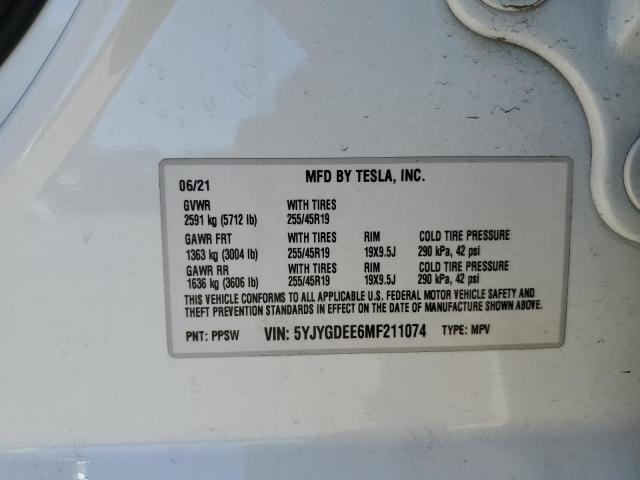 MFD BY TESLA, INC.
06/21
GVWR WITH TIRES
2591 kg (5712 lb) 255/45R19
GAWR FRT WITH TIRES RIM COLD TIRE PRESSURE
1363 kg (3004 lb) 255/45R19 19X9.5J 290 kPa, 42 psi
GAWR RR WITH TIRES RIM COLD TIRE PRESSURE
1636 kg (3606 lb) 255/45R19 19X9.5J 290 kPa, 42 psi
THIS VEHICLE CONFORMS TO ALL APPLICABLE U.S. FEDERAL MOTOR VEHICLE SAFETY AND
THEFT PREVENTION STANDARDS IN EFFECT ON THE DATE OF MANUFACTURE SHOWN ABOVE.
PNT: PPSW VIN: 5YJYGDEE6MF211074 TYPE: MPV